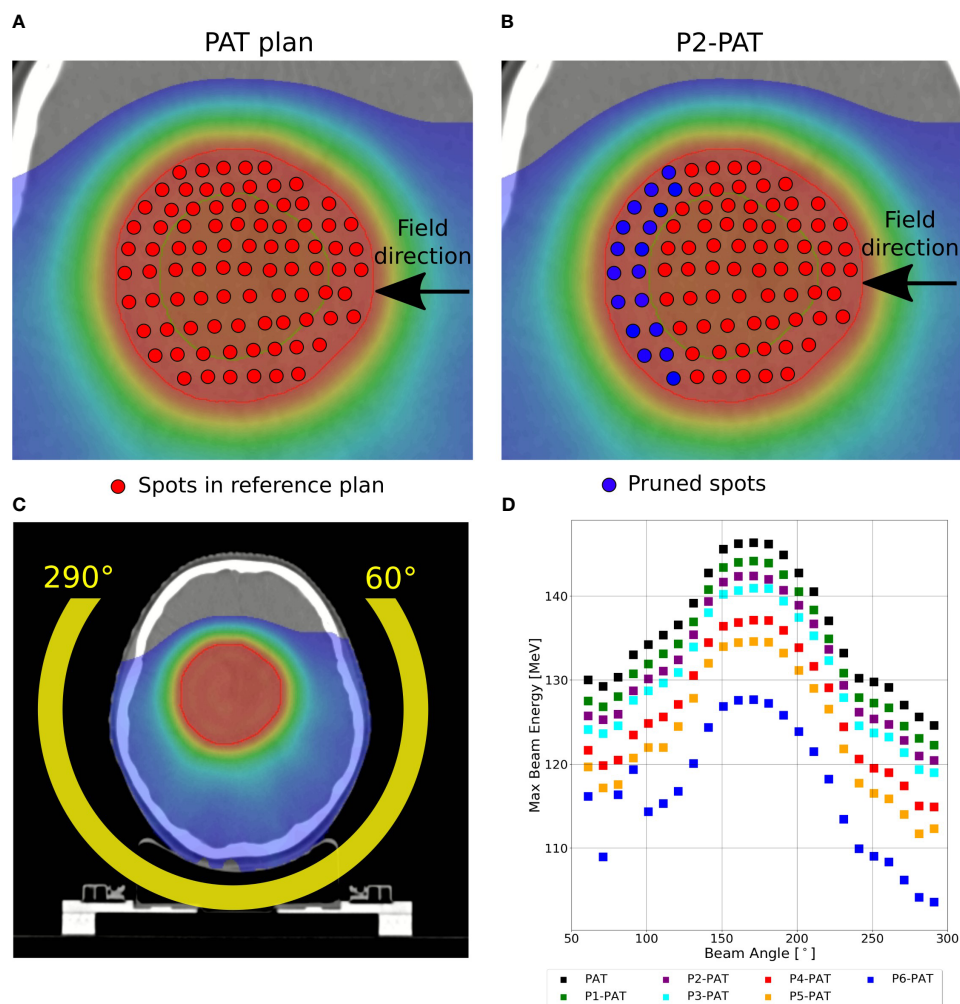 A
B
PAT plan
P2-PAT
Field
direction
Field
direction
Spots in reference plan
Pruned spots
C
D
290°
60°
Max Beam Energy [MeV]
140
130
120
110
50
100
150
200
250
300
Beam Angle [°]
PAT
P2-PAT
P4-PAT
P6-PAT
P1-PAT
P3-PAT
P5-PAT